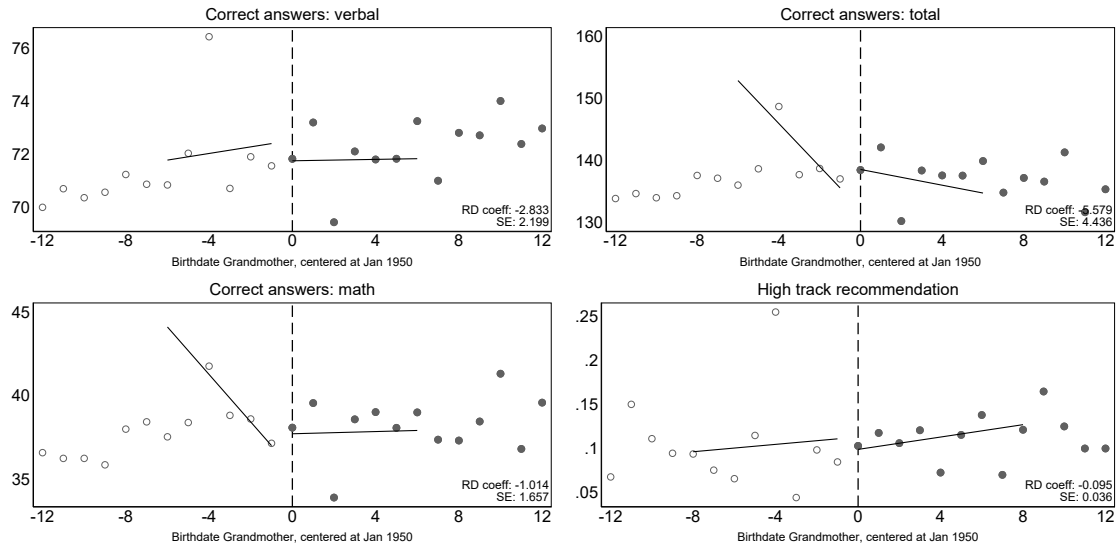 Correct answers: verbal
76
74
72
70
RD coeff: -2.833
SE: 2.199
-12 -8 -4 0 4 8 12
Birthdate Grandmother, centered at Jan 1950
Correct answers: total
160
150
140
130
RD coeff: -5.579
SE: 4.436
-12 -8 -4 0 4 8 12
Birthdate Grandmother, centered at Jan 1950
Correct answers: math
45
40
35
RD coeff: -1.014
SE: 1.657
-12 -8 -4 0 4 8 12
Birthdate Grandmother, centered at Jan 1950
High track recommendation
.25
.2
.15
.1
.05
RD coeff: -0.095
SE: 0.036
-12 -8 -4 0 4 8 12
Birthdate Grandmother, centered at Jan 1950